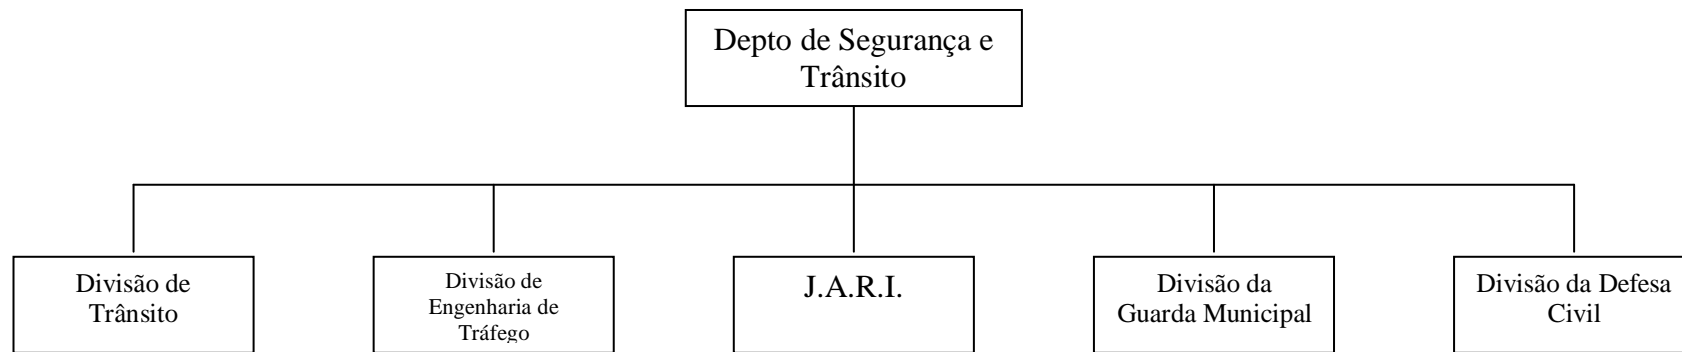 Depto de Segurança e
Trânsito
Divisão de
Trânsito
Divisão de
Engenharia de
Tráfego
J.A.R.I.
Divisão da
Guarda Municipal
Divisão da Defesa
Civil